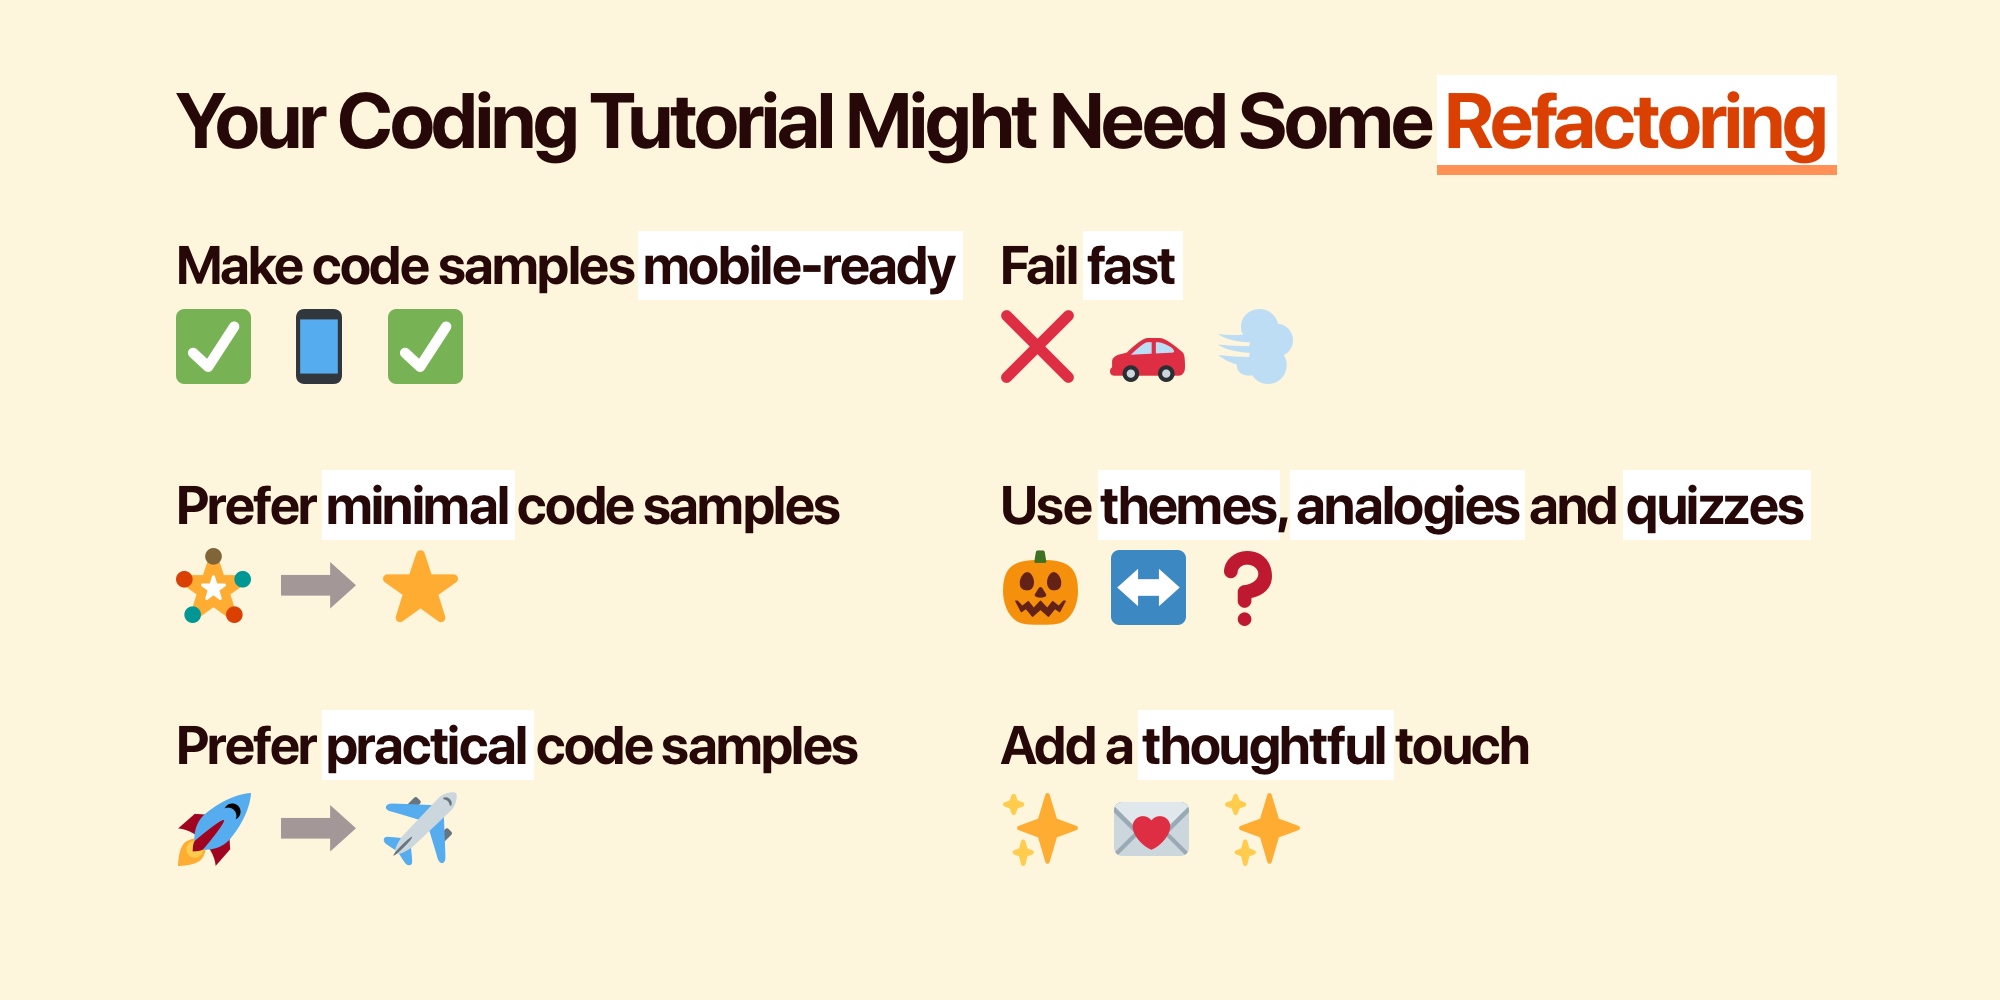 Your Coding Tutorial Might Need Some Refactoring
Make code samples mobile-ready
Fail fast
Prefer minimal code samples
Use themes, analogies and quizzes
Prefer practical code samples
Add a thoughtful touch